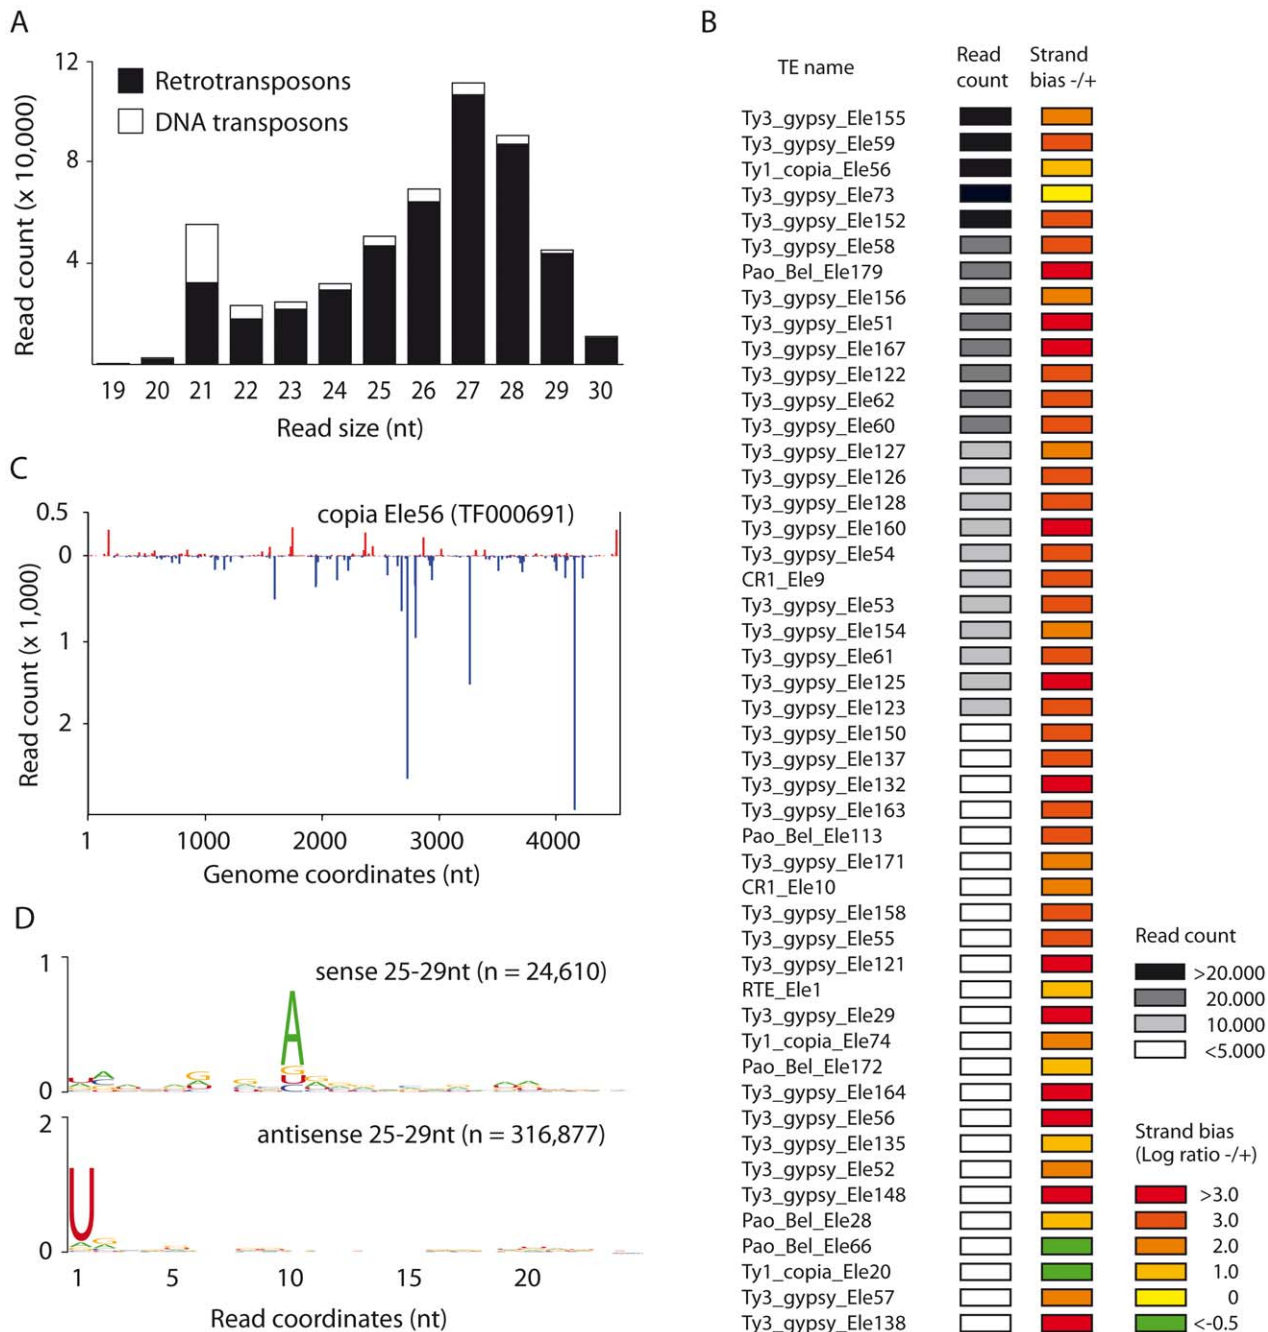 A
12
8
4
Retrotransposons
DNA transposons
Read count (x 10,000)
19 20 21 22 23 24 25 26 27 28 29 30
Read size (nt)
B
TE name
Read count
Strand bias -/+
Ty3_gypsy_Ele155
Ty3_gypsy_Ele59
Ty1_copia_Ele56
Ty3_gypsy_Ele73
Ty3_gypsy_Ele152
Ty3_gypsy_Ele58
Pao_Bel_Ele179
Ty3_gypsy_Ele156
Ty3_gypsy_Ele51
Ty3_gypsy_Ele167
Ty3_gypsy_Ele122
Ty3_gypsy_Ele62
Ty3_gypsy_Ele60
Ty3_gypsy_Ele127
Ty3_gypsy_Ele126
Ty3_gypsy_Ele128
Ty3_gypsy_Ele160
Ty3_gypsy_Ele54
CR1_Ele9
Ty3_gypsy_Ele53
Ty3_gypsy_Ele154
Ty3_gypsy_Ele61
Ty3_gypsy_Ele125
Ty3_gypsy_Ele123
Ty3_gypsy_Ele150
Ty3_gypsy_Ele137
Ty3_gypsy_Ele132
Ty3_gypsy_Ele163
Pao_Bel_Ele113
Ty3_gypsy_Ele171
CR1_Ele10
Ty3_gypsy_Ele158
Ty3_gypsy_Ele55
Ty3_gypsy_Ele121
RTE_Ele1
Ty3_gypsy_Ele29
Ty1_copia_Ele74
Pao_Bel_Ele172
Ty3_gypsy_Ele164
Ty3_gypsy_Ele56
Ty3_gypsy_Ele135
Ty3_gypsy_Ele52
Ty3_gypsy_Ele148
Pao_Bel_Ele28
Pao_Bel_Ele66
Ty1_copia_Ele20
Ty3_gypsy_Ele57
Ty3_gypsy_Ele138
Read count
>20.000
20.000
10.000
<5.000
Strand bias
(Log ratio -/+)
>3.0
3.0
2.0
1.0
0
<-0.5
C
copia Ele56 (TF000691)
0.5
0
1
2
Read count (x 1,000)
1 1000 2000 3000 4000
Genome coordinates (nt)
D
1
0
sense 25-29nt (n = 24,610)
A
2
0
antisense 25-29nt (n = 316,877)
U
1 5 10 15 20
Read coordinates (nt)